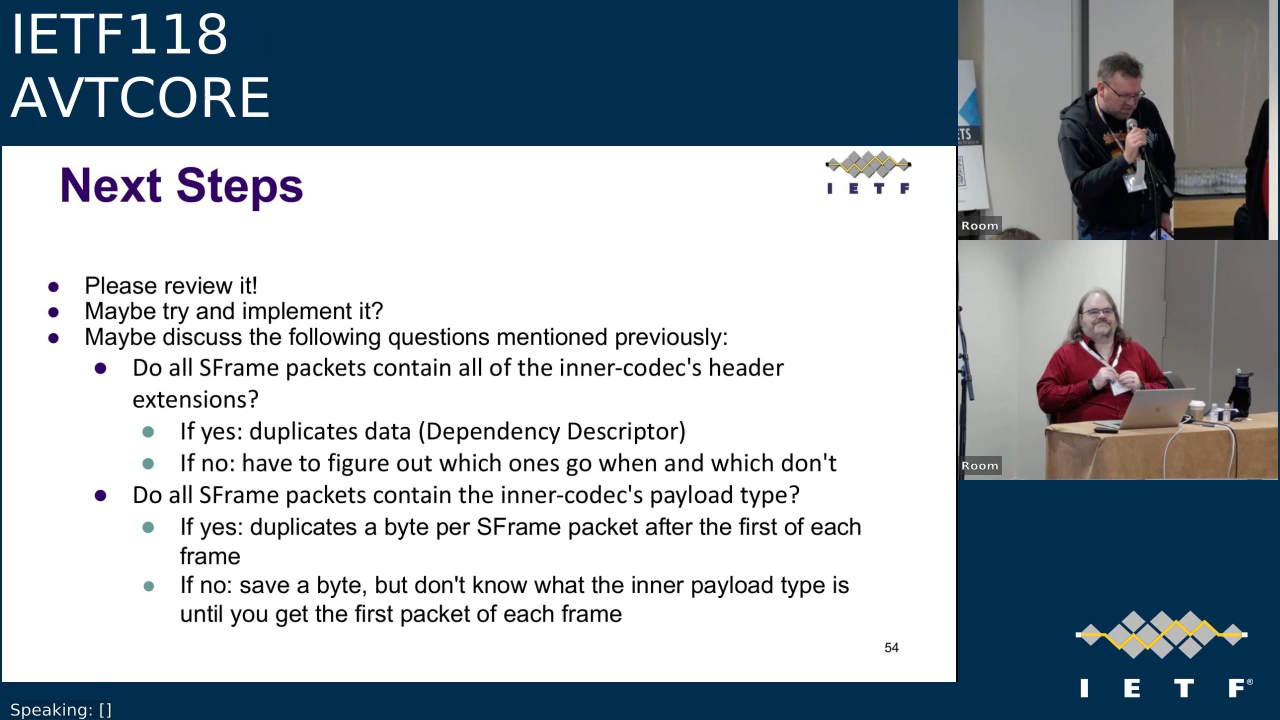 IETF118
AVTCORE
Next Steps
I E T F
● Please review it!
● Maybe try and implement it?
● Maybe discuss the following questions mentioned previously:
● Do all SFrame packets contain all of the inner-codec's header
extensions?
● If yes: duplicates data (Dependency Descriptor)
● If no: have to figure out which ones go when and which don't
● Do all SFrame packets contain the inner-codec's payload type?
● If yes: duplicates a byte per SFrame packet after the first of each
frame
● If no: save a byte, but don't know what the inner payload type is
until you get the first packet of each frame
54
ETS
Room
Room
I E T F®
Speaking: []